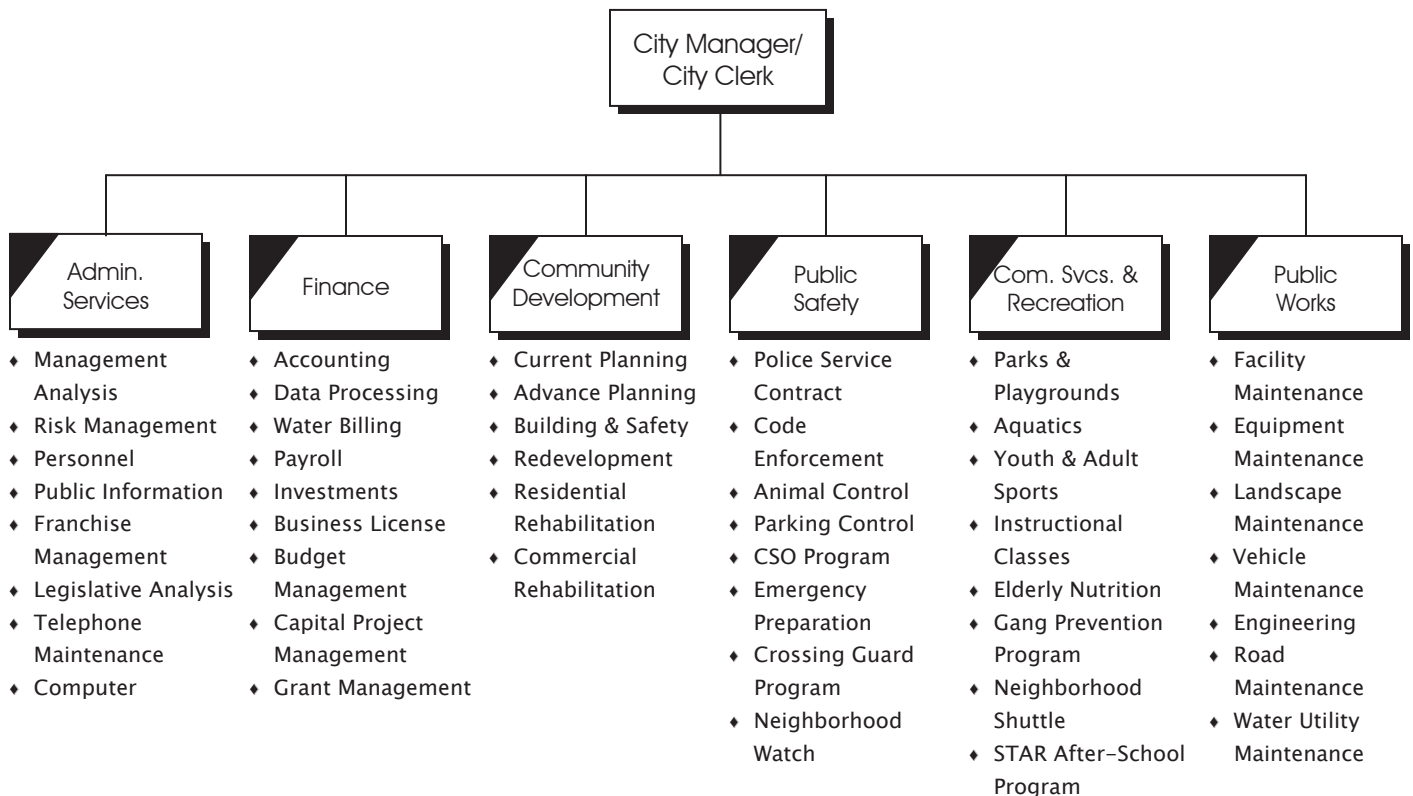 City Manager/
City Clerk
Admin.
Services
♦ Management
Analysis
♦ Risk Management
♦ Personnel
♦ Public Information
♦ Franchise
Management
♦ Legislative Analysis
♦ Telephone
Maintenance
♦ Computer
Finance
♦ Accounting
♦ Data Processing
♦ Water Billing
♦ Payroll
♦ Investments
♦ Business License
♦ Budget
Management
♦ Capital Project
Management
♦ Grant Management
Community
Development
♦ Current Planning
♦ Advance Planning
♦ Building & Safety
♦ Redevelopment
♦ Residential
Rehabilitation
♦ Commercial
Rehabilitation
Public
Safety
♦ Police Service
Contract
♦ Code
Enforcement
♦ Animal Control
♦ Parking Control
♦ CSO Program
♦ Emergency
Preparation
♦ Crossing Guard
Program
♦ Neighborhood
Watch
Com. Svcs. &
Recreation
♦ Parks &
Playgrounds
♦ Aquatics
♦ Youth & Adult
Sports
♦ Instructional
Classes
♦ Elderly Nutrition
♦ Gang Prevention
Program
♦ Neighborhood
Shuttle
♦ STAR After-School
Program
Public
Works
♦ Facility
Maintenance
♦ Equipment
Maintenance
♦ Landscape
Maintenance
♦ Vehicle
Maintenance
♦ Engineering
♦ Road
Maintenance
♦ Water Utility
Maintenance